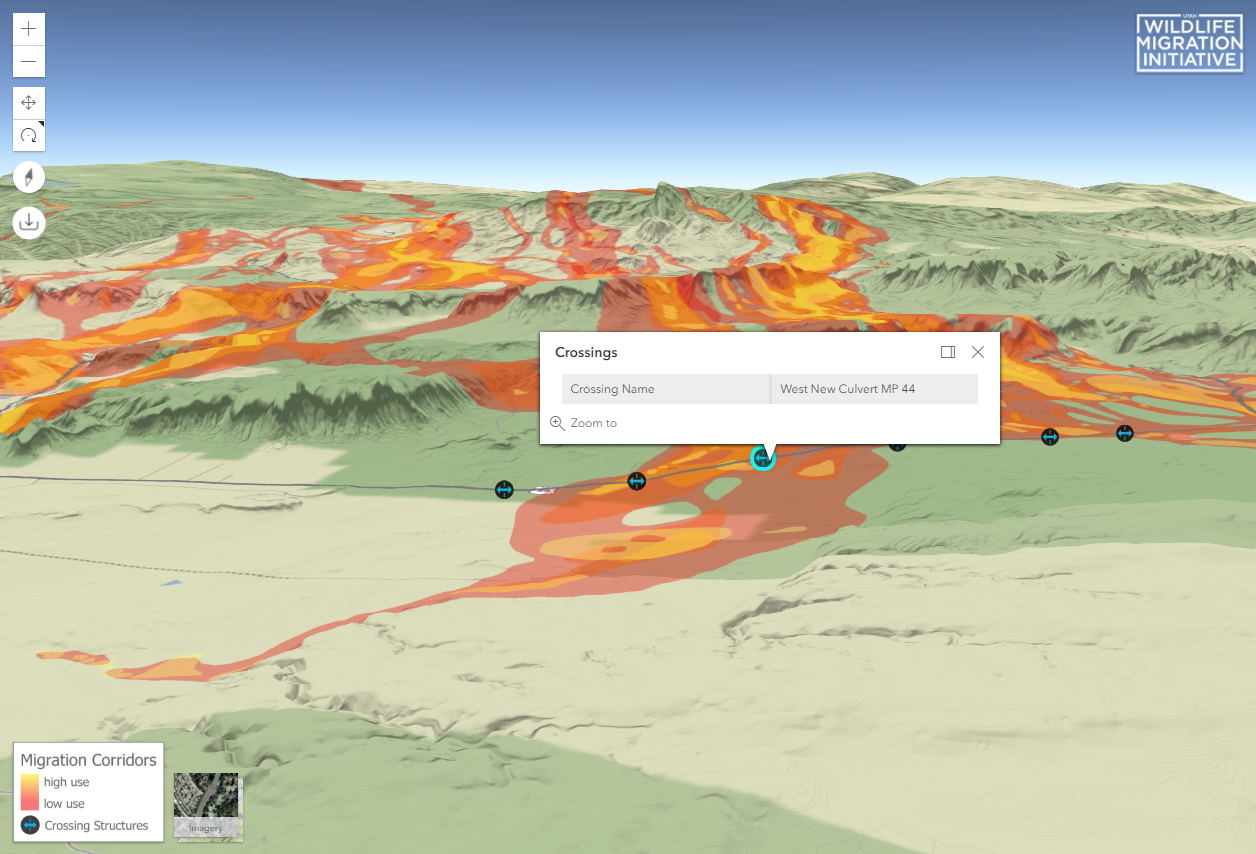 UTAH
WILDLIFE
MIGRATION
INITIATIVE
Crossings
Crossing Name West New Culvert MP 44
Zoom to
Migration Corridors
high use
low use
Crossing Structures
Imagery